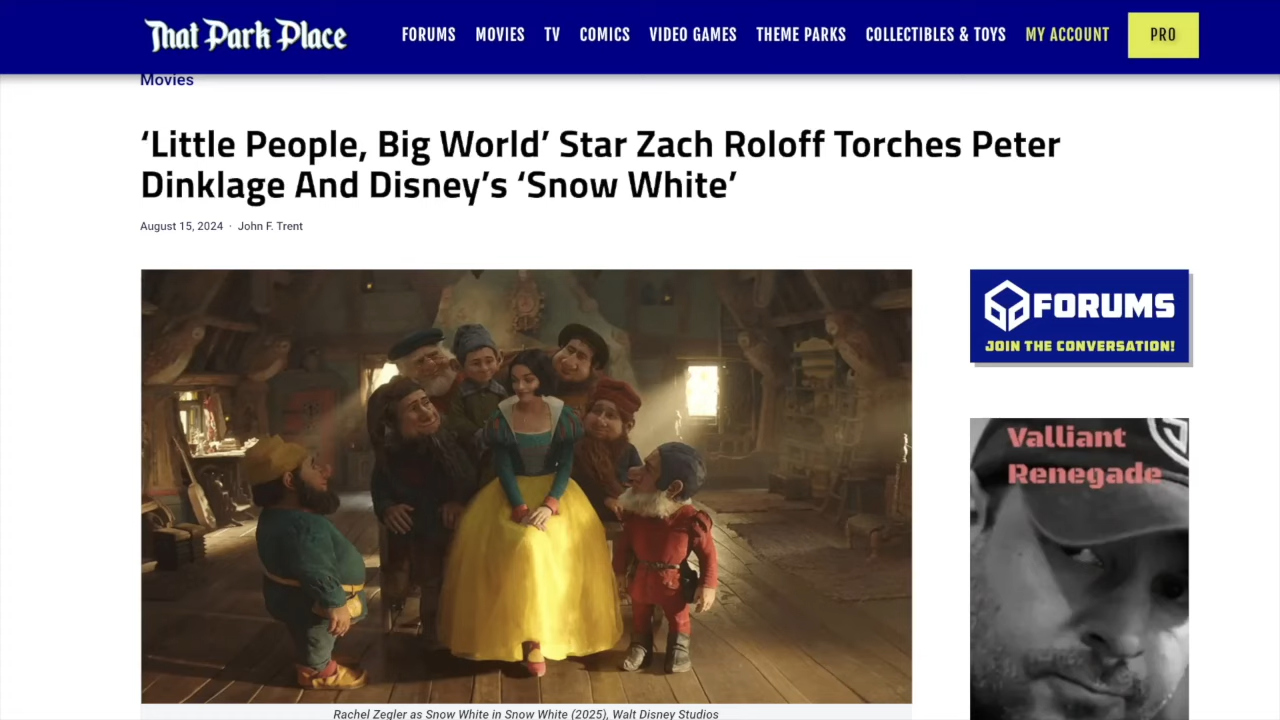 That Park Place
FORUMS MOVIES TV COMICS VIDEO GAMES THEME PARKS COLLECTIBLES & TOYS MY ACCOUNT PRO
Movies
‘Little People, Big World’ Star Zach Roloff Torches Peter
Dinklage And Disney’s ‘Snow White’
August 15, 2024 · John F. Trent
FORUMS
JOIN THE CONVERSATION!
Valliant
Renegade
Rachel Zegler as Snow White in Snow White (2025), Walt Disney Studios